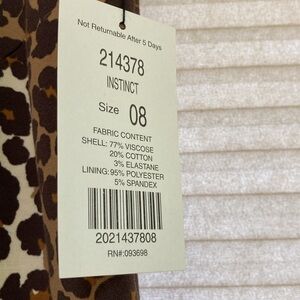 Not Returnable After 5 Days
214378
INSTINCT
Size 08
FABRIC CONTENT
SHELL: 77% VISCOSE
20% COTTON
3% ELASTANE
LINING: 95% POLYESTER
5% SPANDEX
2021437808
RN#:093698